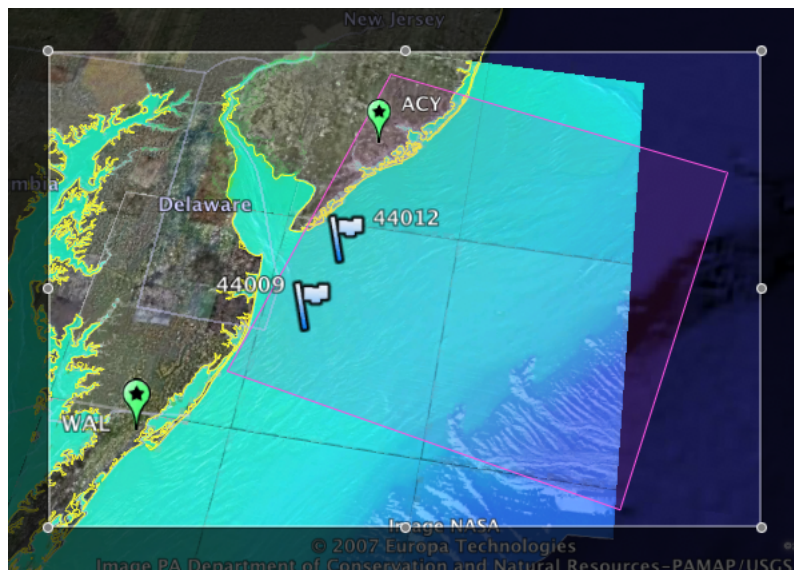 New Jersey
ACY
mbia
Delaware
44012
44009
WAL
Image NASA
© 2007 Europa Technologies
Image PA Department of Conservation and Natural Resources-PAMAP/USGS